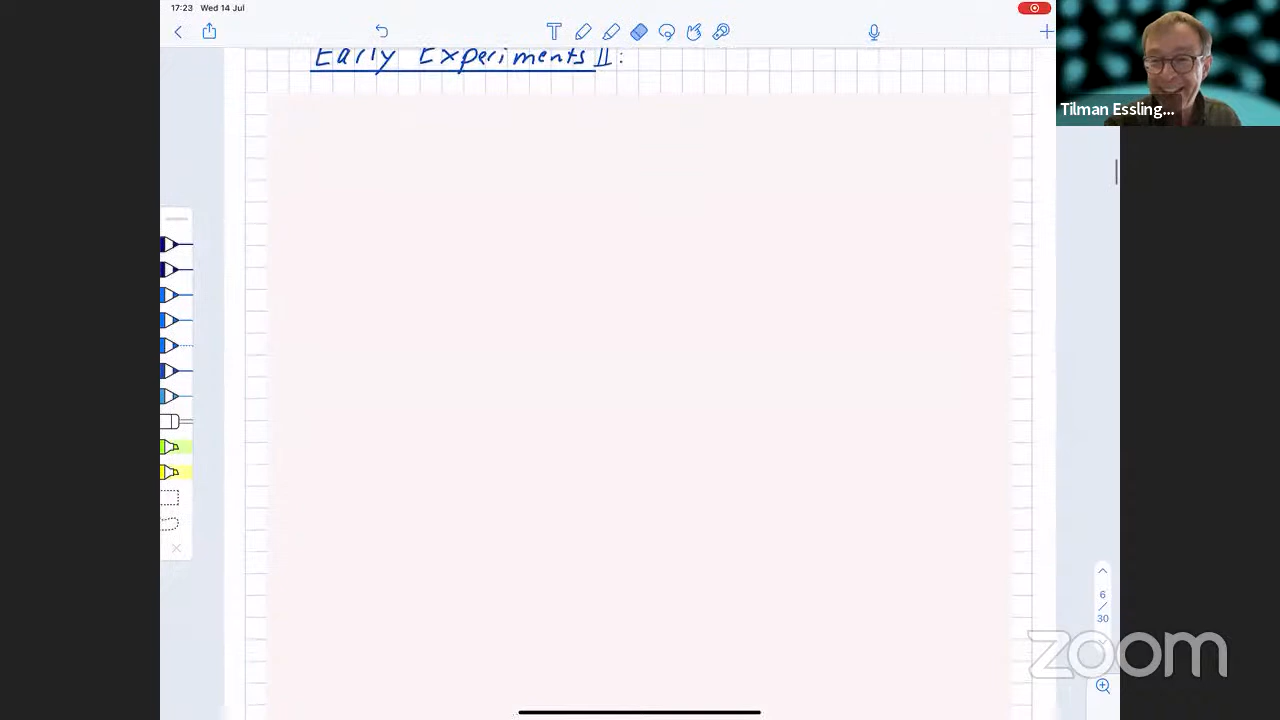 17:23 Wed 14 Jul
T
Early Experiments II:
Tilman Essling...
6
/
30
zoom